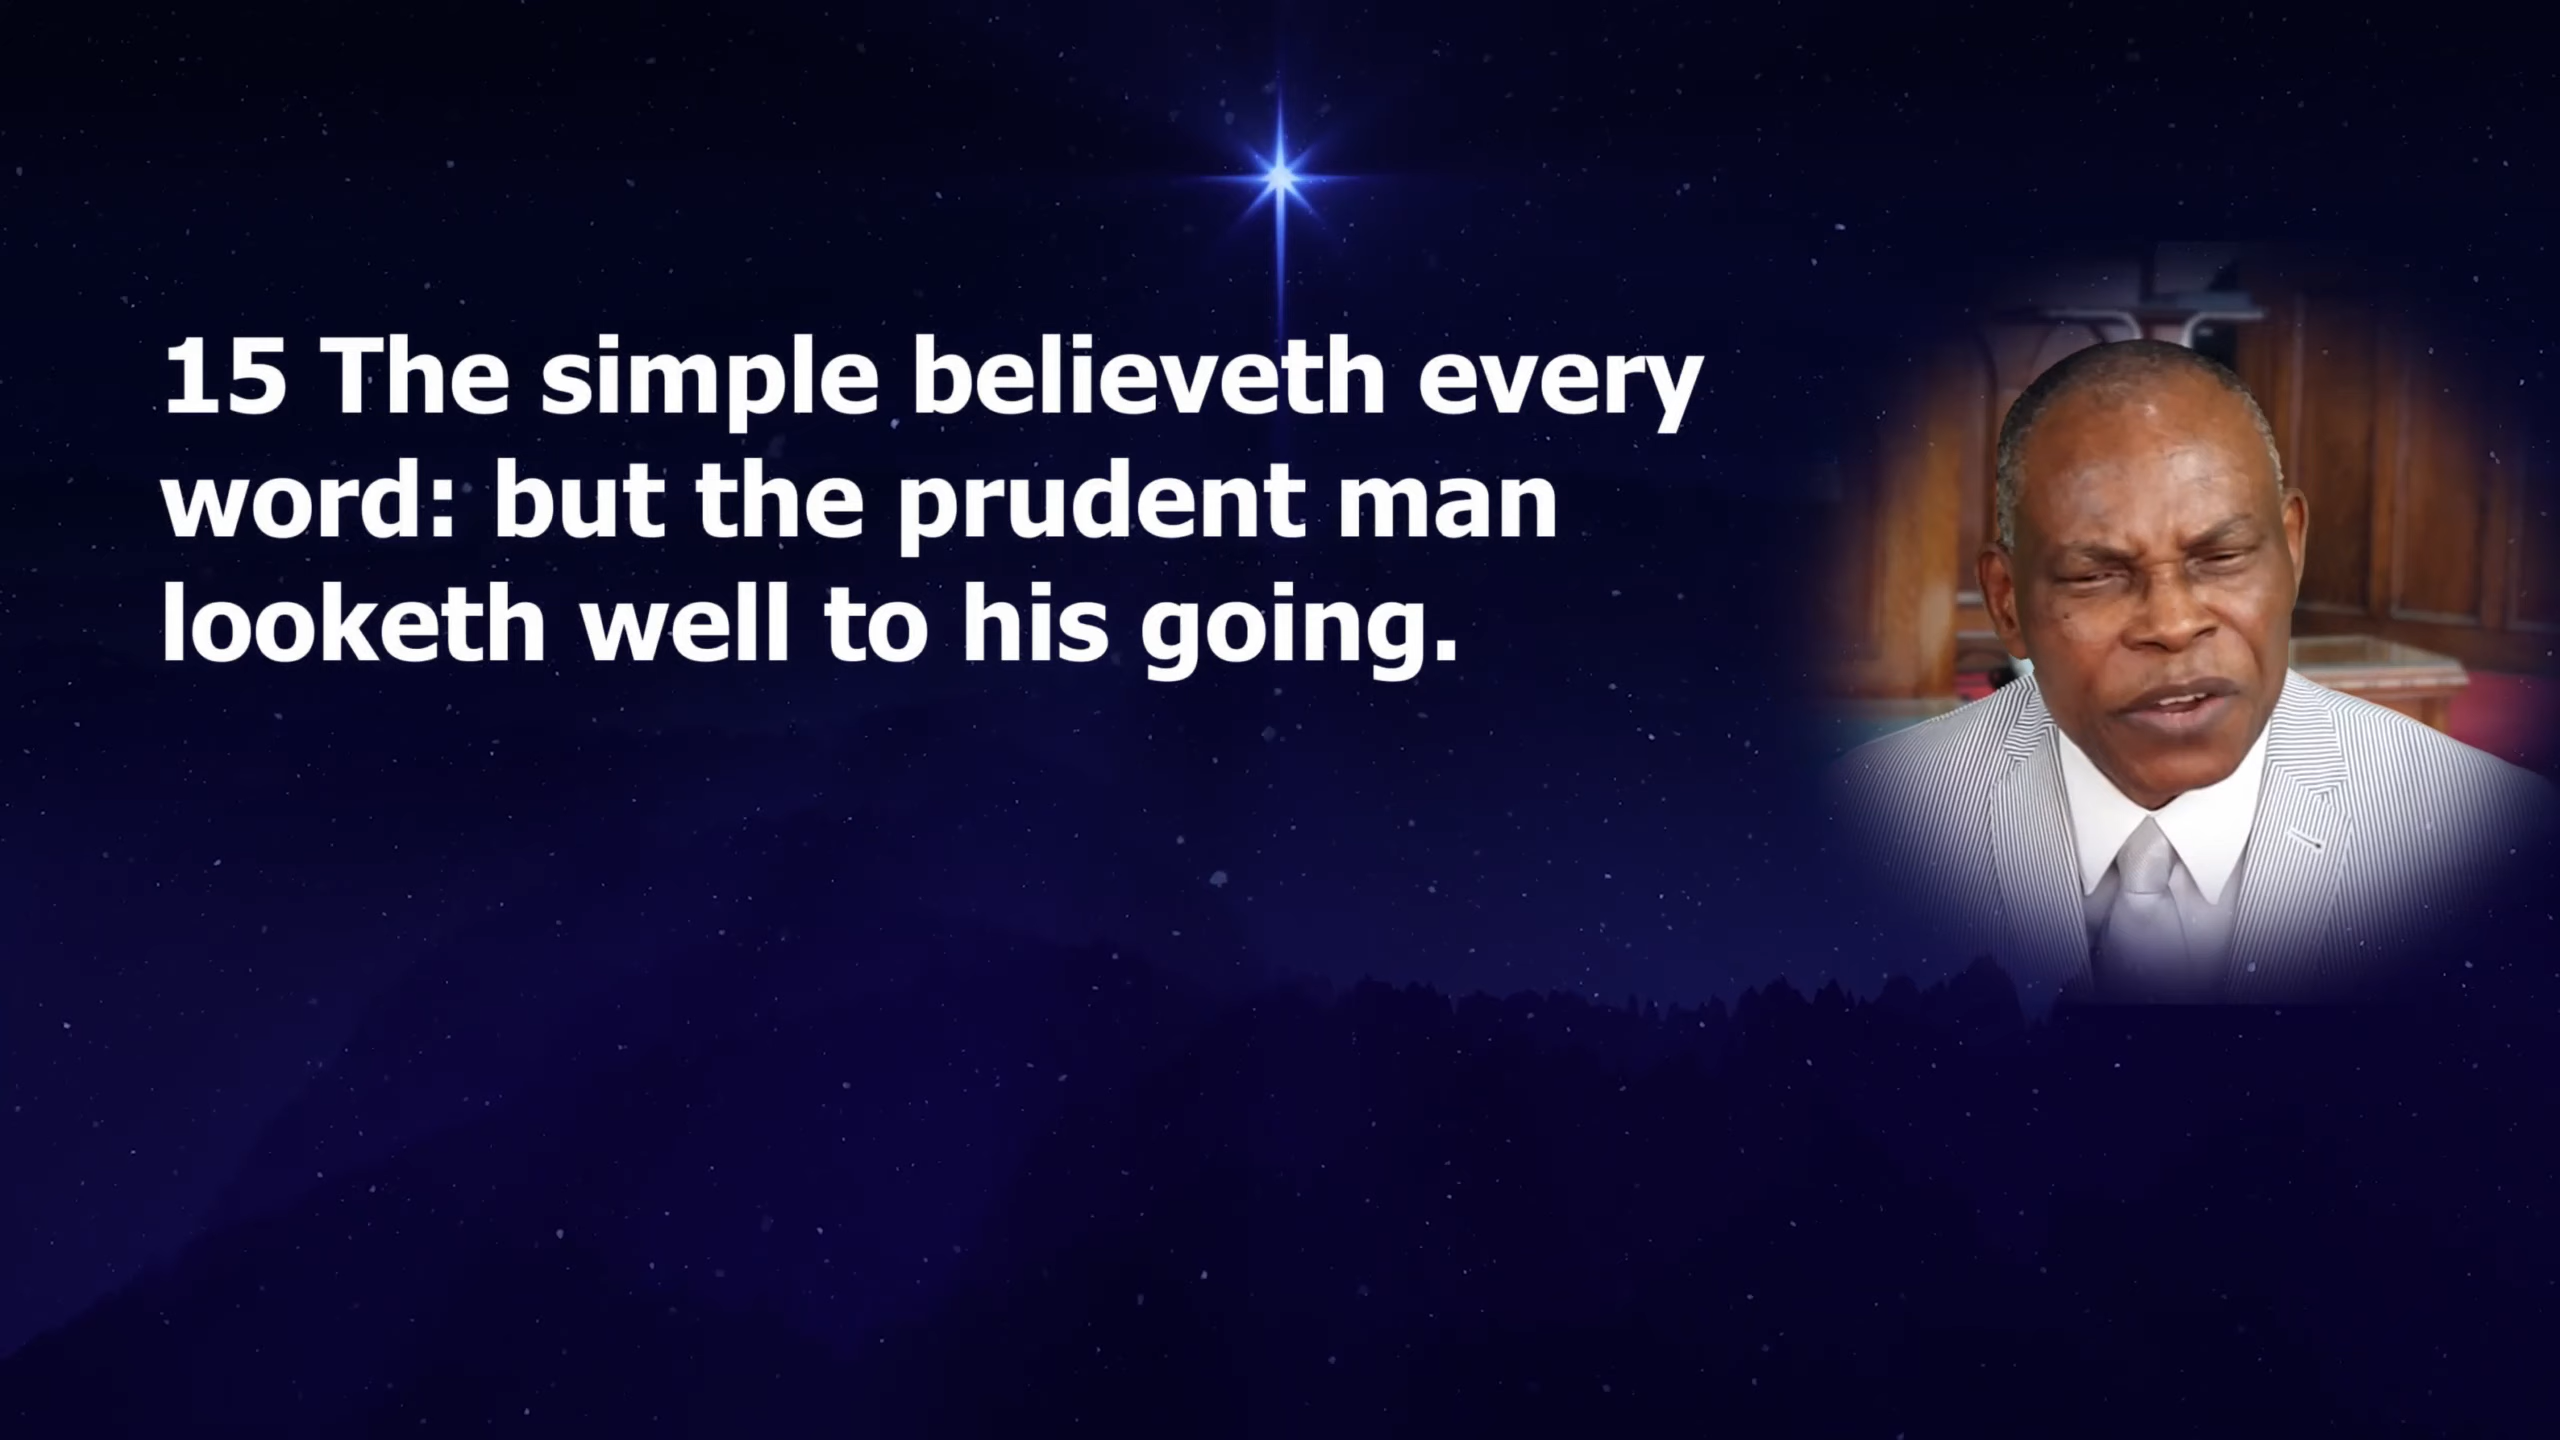 15 The simple believeth every
word: but the prudent man
looketh well to his going.